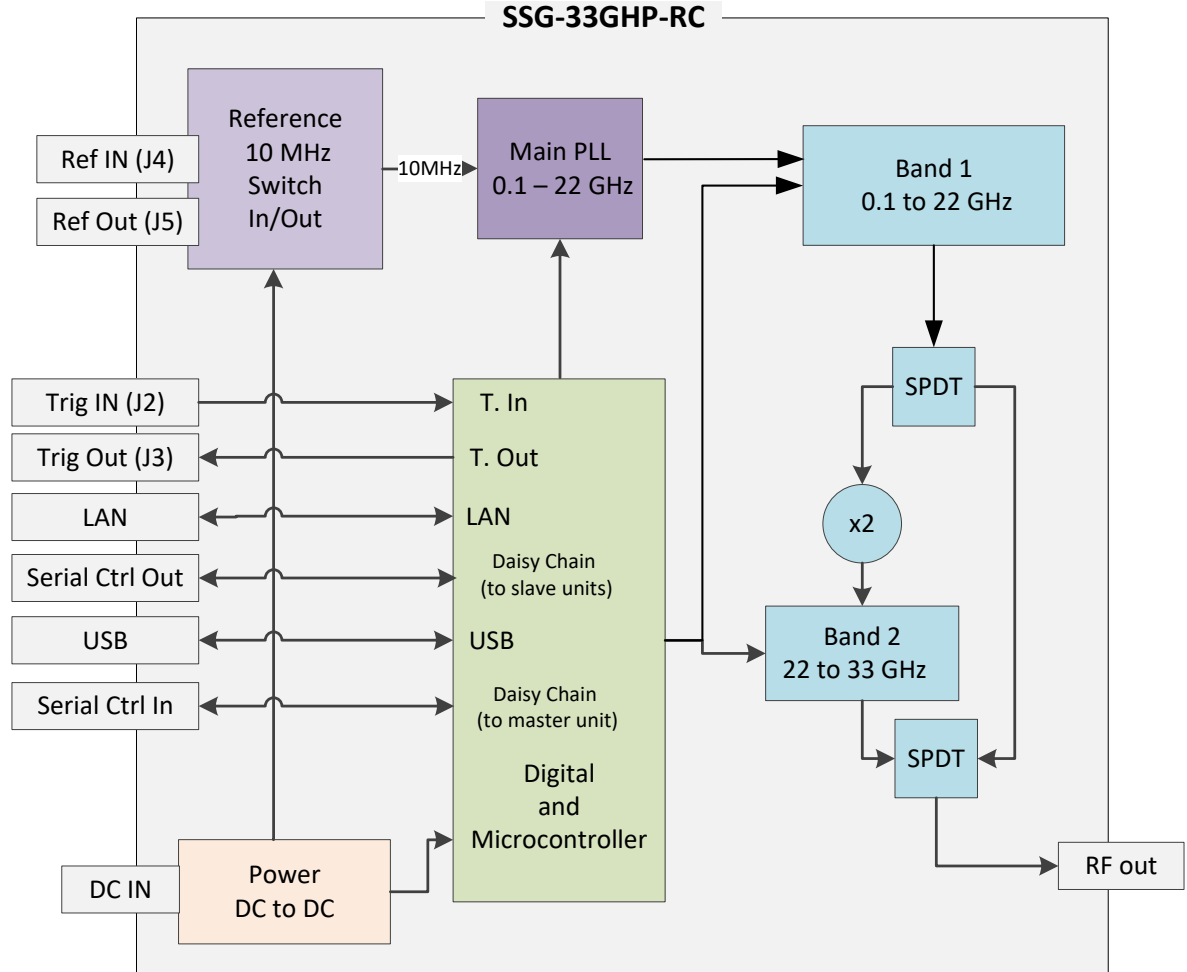 SSG-33GHP-RC
Ref IN (J4)
Ref Out (J5)
Reference
10 MHz
Switch
In/Out
10MHz
Main PLL
0.1 – 22 GHz
Band 1
0.1 to 22 GHz
SPDT
x2
Band 2
22 to 33 GHz
SPDT
RF out
Trig IN (J2)
T. In
Trig Out (J3)
T. Out
LAN
LAN
Serial Ctrl Out
Daisy Chain
(to slave units)
USB
USB
Serial Ctrl In
Daisy Chain
(to master unit)
Digital
and
Microcontroller
DC IN
Power
DC to DC